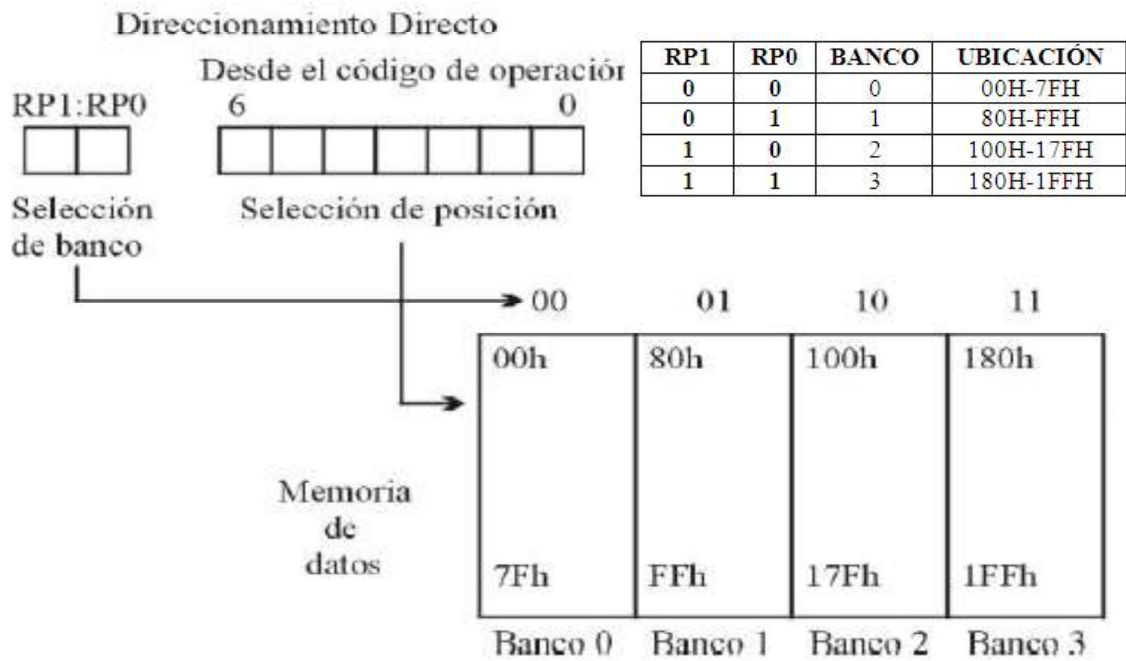 Direccionamiento Directo
Desde el código de operación
RP1:RP0
6 0
Selección
de banco
Selección de posición
RP1 RP0 BANCO UBICACIÓN
0 0 0 00H-7FH
0 1 1 80H-FFH
1 0 2 100H-17FH
1 1 3 180H-1FFH
00 01 10 11
00h 80h 100h 180h
Memoria
de
datos
7Fh FFh 17Fh 1FFh
Banco 0 Banco 1 Banco 2 Banco 3